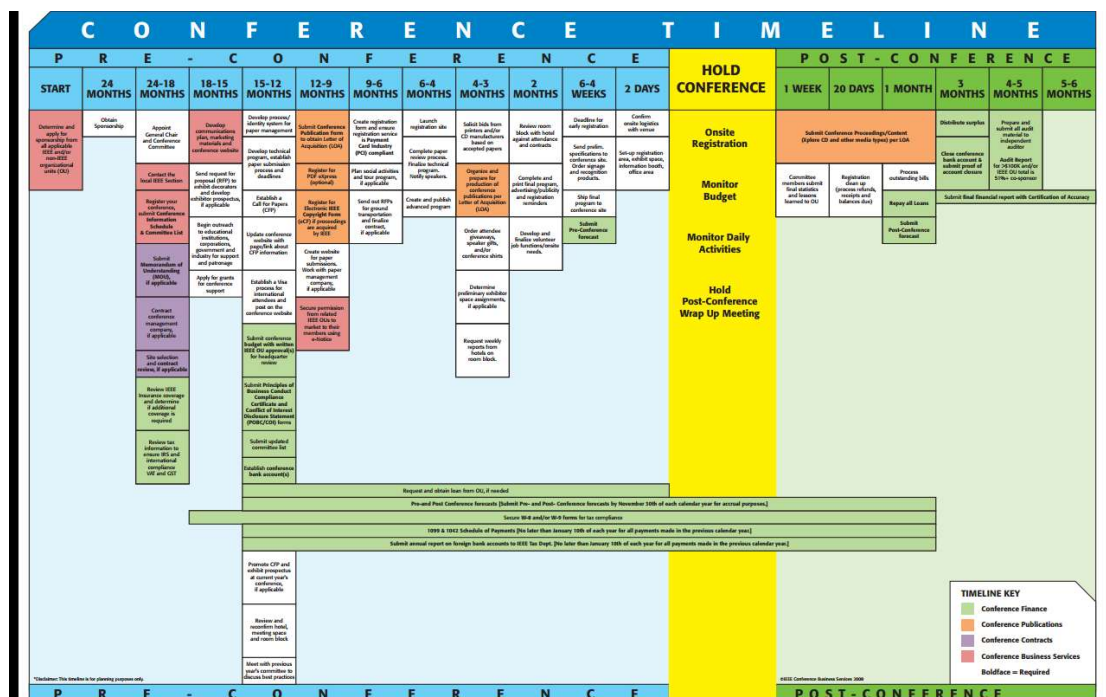 CONFERENCE TIMELINE
PRE-CONFERENCE
HOLD
CONFERENCE
POST-CONFERENCE
START
24
MONTHS
24-18
MONTHS
18-15
MONTHS
15-12
MONTHS
12-9
MONTHS
9-6
MONTHS
6-4
MONTHS
4-3
MONTHS
2
MONTHS
6-4
WEEKS
2 DAYS
1 WEEK
20 DAYS
1 MONTH
3
MONTHS
4-5
MONTHS
5-6
MONTHS
Determine and
apply for
sponsorship from
all applicable
IEEE and/or
non-IEEE
organizational
units (OU)
Obtain
Sponsorship
Appoint
General Chair
and Conference
Committee
Contact the
local IEEE Section
Register your
conference,
submit Conference
Information
Schedule
& Committee List
Submit
Memorandum of
Understanding
(MOU),
if applicable
Contract
conference
management
company,
if applicable
Site selection
and contract
review, if applicable
Review IEEE
Insurance coverage
and determine
if additional
coverage is
required
Review tax
information to
ensure IRS and
international
compliance
VAT and GST
Develop
communications
plan, marketing
materials and
conference website
Send request for
proposal (RFP) to
exhibit decorators
and develop
exhibitor prospectus,
if applicable
Begin outreach
to educational
institutions,
corporations,
government and
industry for support
and patronage
Apply for grants
for conference
support
Develop process/
identify system for
paper management
Develop technical
program, establish
paper submission
process and
deadlines
Establish a
Call For Papers
(CFP)
Update conference
website with
page/link about
CFP information
Establish a Visa
process for
international
attendees and
post on the
conference website
Submit conference
budget with written
IEEE OU approval(s)
for headquarter
review
Submit Principles of
Business Conduct
Compliance
Certificate and
Conflict of Interest
Disclosure Statement
(POBC/COI) forms
Submit updated
committee list
Establish conference
bank account(s)
Submit Conference
Publication Form
to obtain Letter of
Acquisition (LOA)
Register for
PDF express
(optional)
Register for
Electronic IEEE
Copyright Form
(eCF) if proceedings
are acquired
by IEEE
Create website
for paper
submissions.
Work with paper
management
company,
if applicable
Secure permission
from related
IEEE OUs to
market to their
members using
e-Notice
Create registration
form and ensure
registration service
is Payment
Card Industry
(PCI) compliant
Plan social activities
and tour program,
if applicable
Send out RFPs
for ground
transportation
and finalize
contract,
if applicable
Launch
registration site
Complete paper
review process.
Finalize technical
program.
Notify speakers.
Create and publish
advanced program
Solicit bids from
printers and/or
CD manufacturers
based on
accepted papers
Organize and
prepare for
production of
conference
publications per
Letter of Acquisition
(LOA)
Order attendee
giveaways,
speaker gifts,
and/or
conference shirts
Determine
preliminary exhibitor
space assignments,
if applicable
Request weekly
reports from
hotels on
room block.
Review room
block with hotel
against attendance
and contracts
Complete and
print final program,
advertising/publicity
and registration
reminders
Develop and
finalize volunteer
job functions/onsite
needs.
Deadline for
early registration
Send prelim.
specifications to
conference site.
Order signage
and recognition
products.
Ship final
program to
conference site
Submit
Pre-Conference
forecast
Confirm
onsite logistics
with venue
Set-up registration
area, exhibit space,
information booth,
office area
Onsite
Registration
Monitor
Budget
Monitor Daily
Activities
Hold
Post-Conference
Wrap Up Meeting
Submit Conference Proceedings/Content
(Xplore CD and other media types) per LOA
Committee
members submit
final statistics
and lessons
learned to OU
Registration
clean up
(process refunds,
receipts and
balances due)
Process
outstanding bills
Repay all Loans
Submit
Post-Conference
forecast
Distribute surplus
Close conference
bank account &
submit proof of
account closure
Prepare and
submit all audit
material to
independent
auditor
Audit Report
for >$100K and/or
IEEE OU total is
51%+ co-sponsor
Submit final financial report with Certification of Accuracy
Request and obtain loan from OU, if needed
Pre-and Post Conference forecasts [Submit Pre- and Post- Conference forecasts by November 30th of each calendar year for accrual purposes.]
Secure W-8 and/or W-9 forms for tax compliance
1099 & 1042 Schedule of Payments [No later than January 10th of each year for all payments made in the previous calendar year.]
Submit annual report on foreign bank accounts to IEEE Tax Dept. [No later than January 10th of each year for all payments made in the previous calendar year.]
Promote CFP and
exhibit prospectus
at current year's
conference,
if applicable
Review and
reconfirm hotel,
meeting space
and room block
Meet with previous
year's committee to
discuss best practices
TIMELINE KEY
Conference Finance
Conference Publications
Conference Contracts
Conference Business Services
Boldface = Required
*Disclaimer: This timeline is for planning purposes only.
©IEEE Conference Business Services 2008
PRE-CONFERENCE
POST-CONFERENCE